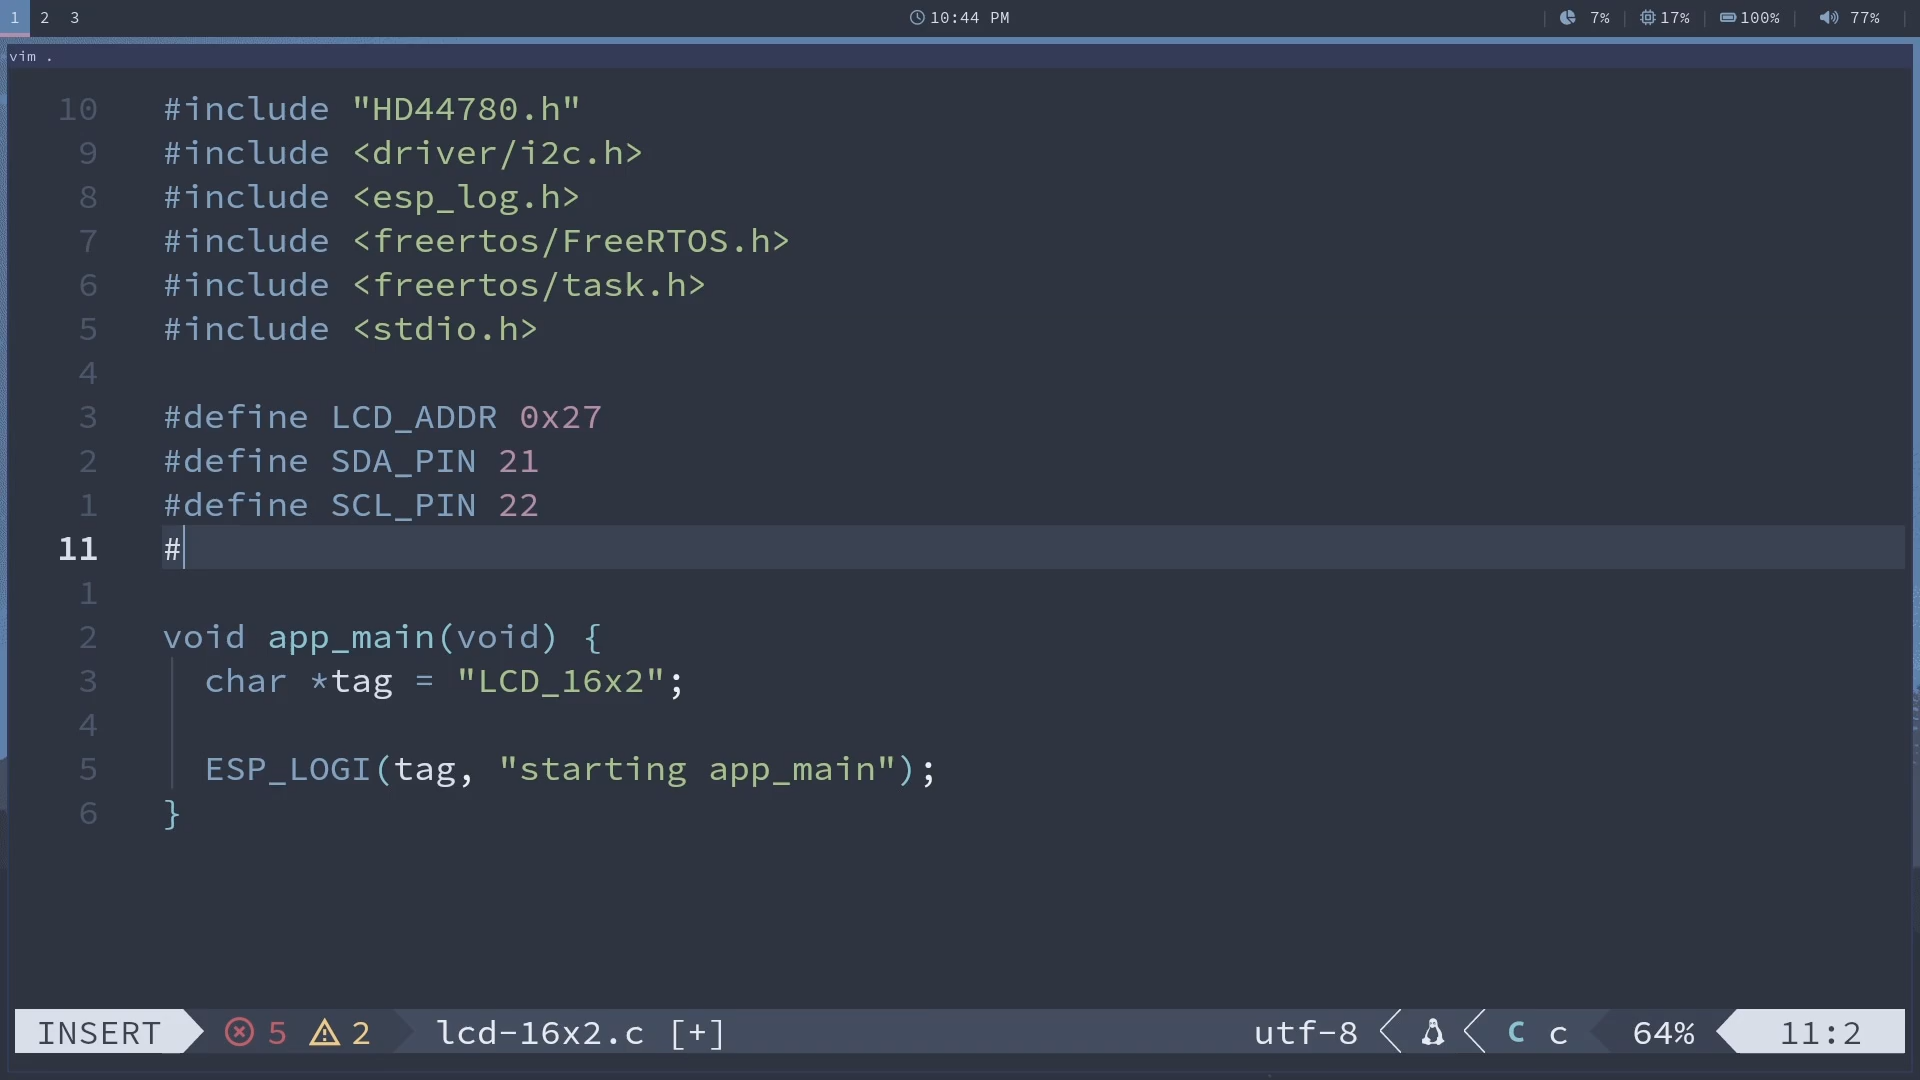 1 2 3 10:44 PM 7% 17% 100% 77%
vim .
10 #include "HD44780.h"
9 #include <driver/i2c.h>
8 #include <esp_log.h>
7 #include <freertos/FreeRTOS.h>
6 #include <freertos/task.h>
5 #include <stdio.h>
4
3 #define LCD_ADDR 0x27
2 #define SDA_PIN 21
1 #define SCL_PIN 22
11 #
1
2 void app_main(void) {
3 char *tag = "LCD_16x2";
4
5 ESP_LOGI(tag, "starting app_main");
6 }
INSERT 5 2 lcd-16x2.c [+] utf-8 C c 64% 11:2